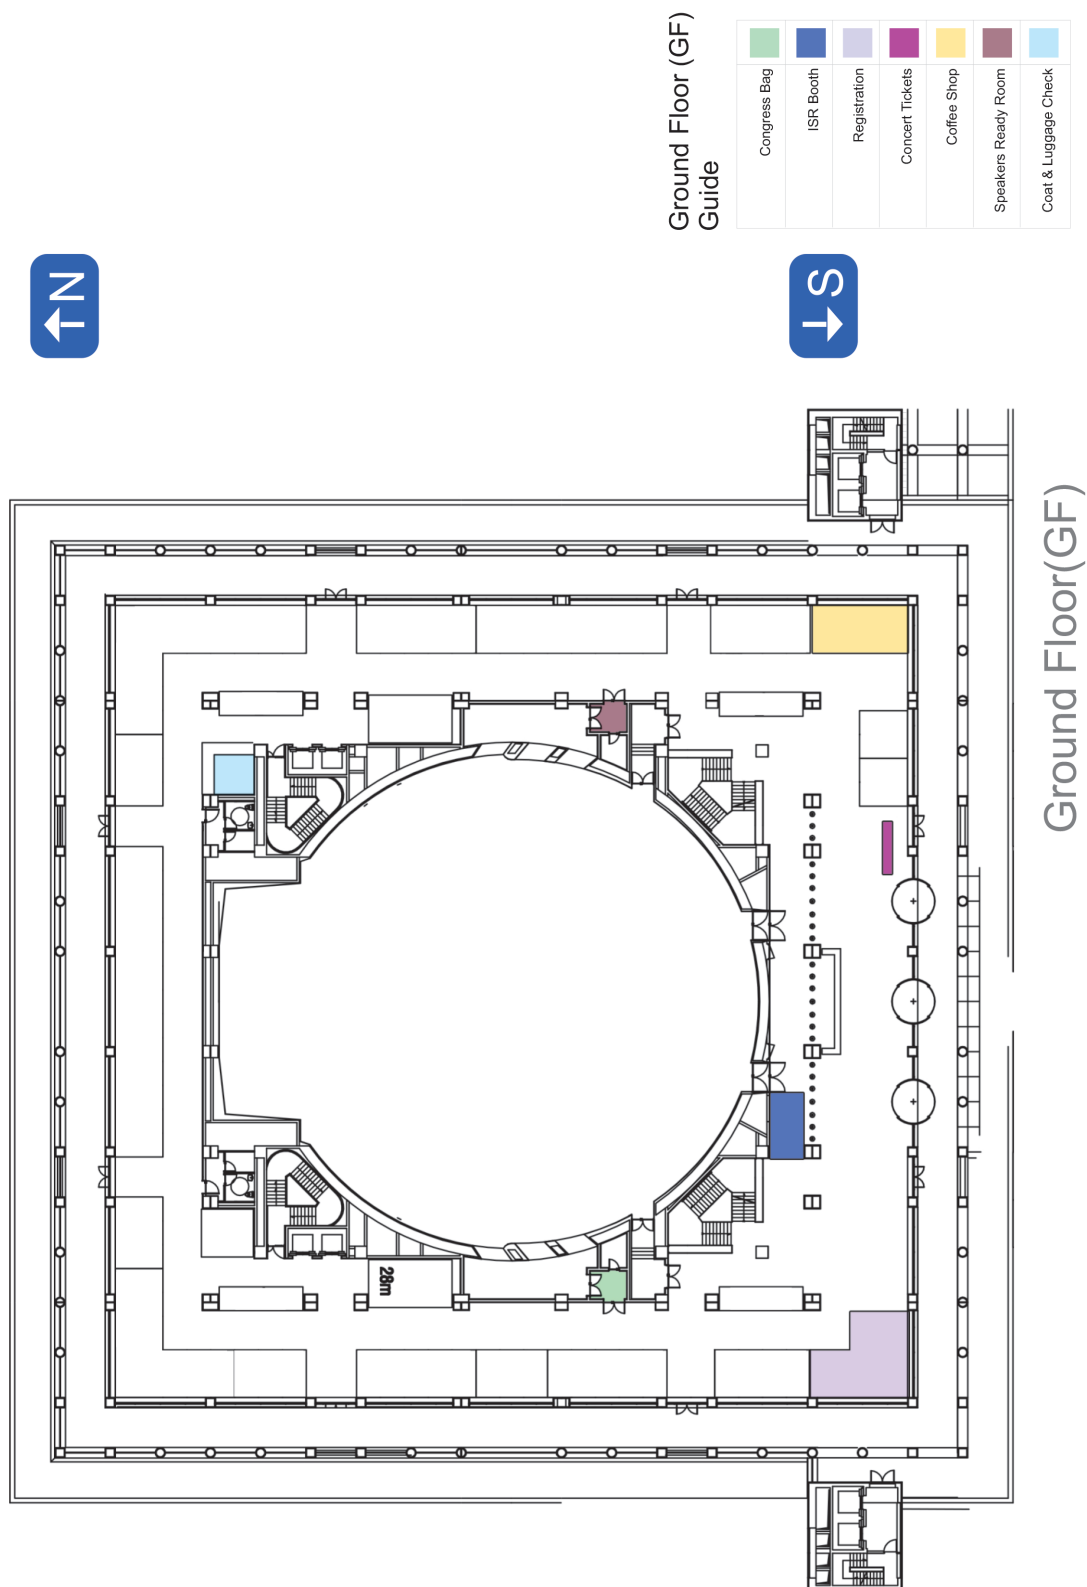 Ground Floor (GF)
Guide
Congress Bag
ISR Booth
Registration
Concert Tickets
Coffee Shop
Speakers Ready Room
Coat & Luggage Check
N
S
28m
Ground Floor(GF)